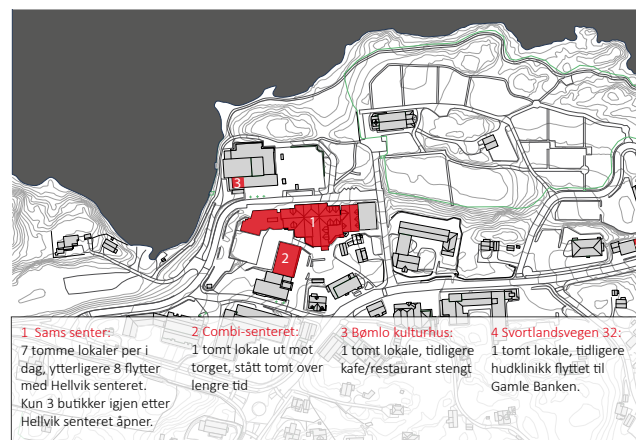 3
1
2
1 Sams senter:
7 tomme lokaler per i
dag, ytterligere 8 flytter
med Hellvik senteret.
Kun 3 butikker igjen etter
Hellvik senteret åpner.
2 Combi-senteret:
1 tomt lokale ut mot
torget, stått tomt over
lengre tid
3 Bømlo kulturhus:
1 tomt lokale, tidligere
kafe/restaurant stengt
4 Svortlandsvegen 32:
1 tomt lokale, tidligere
hudklinikk flyttet til
Gamle Banken.